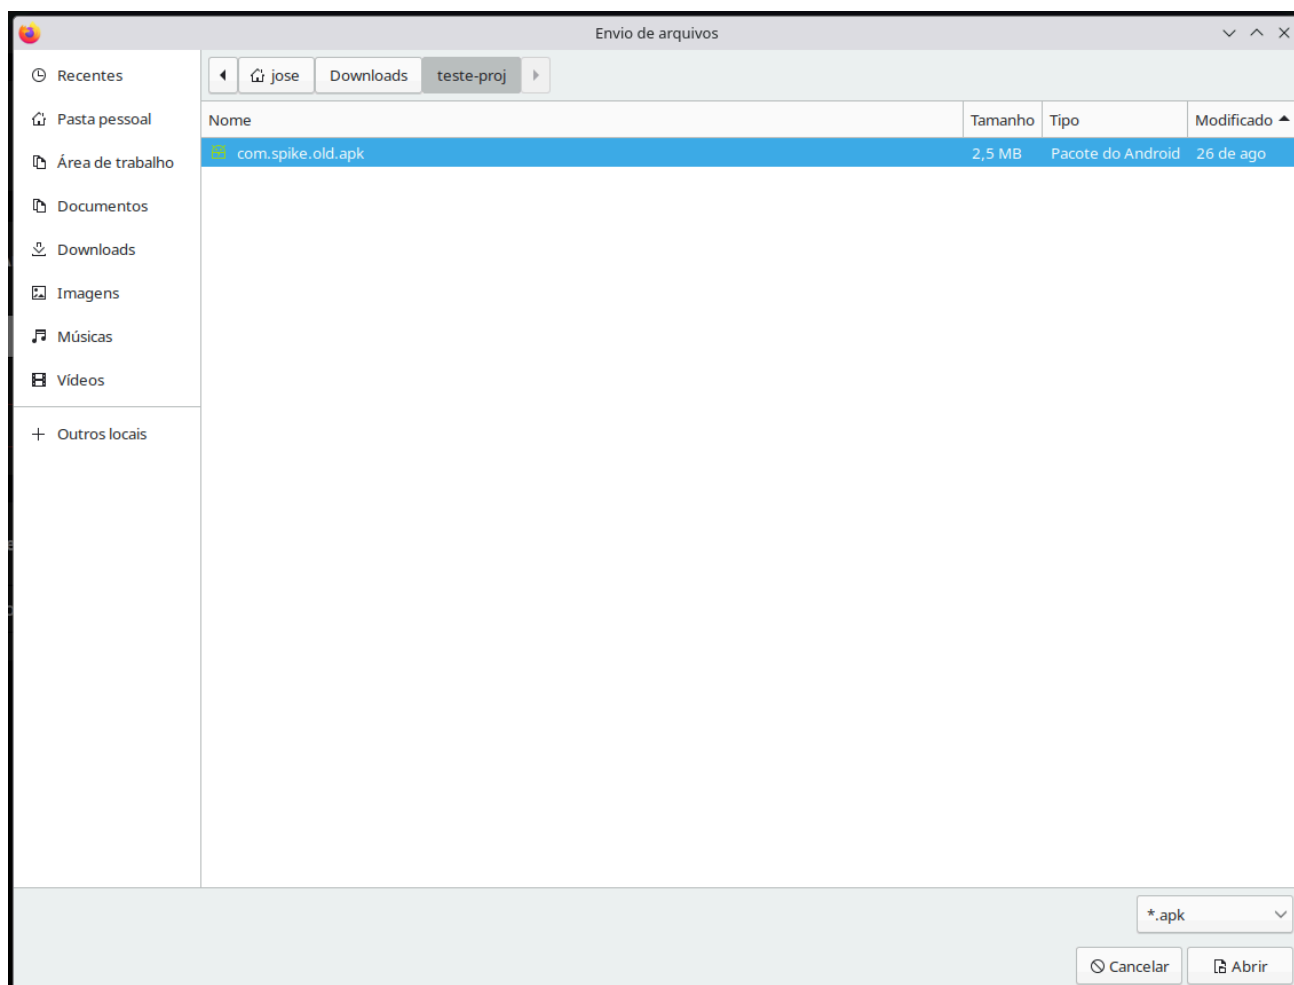 Envio de arquivos
Recentes
Pasta pessoal
Área de trabalho
Documentos
Downloads
Imagens
Músicas
Vídeos
Outros locais
jose Downloads teste-proj
Nome Tamanho Tipo Modificado
com.spike.old.apk 2,5 MB Pacote do Android 26 de ago
*.apk
Cancelar Abrir